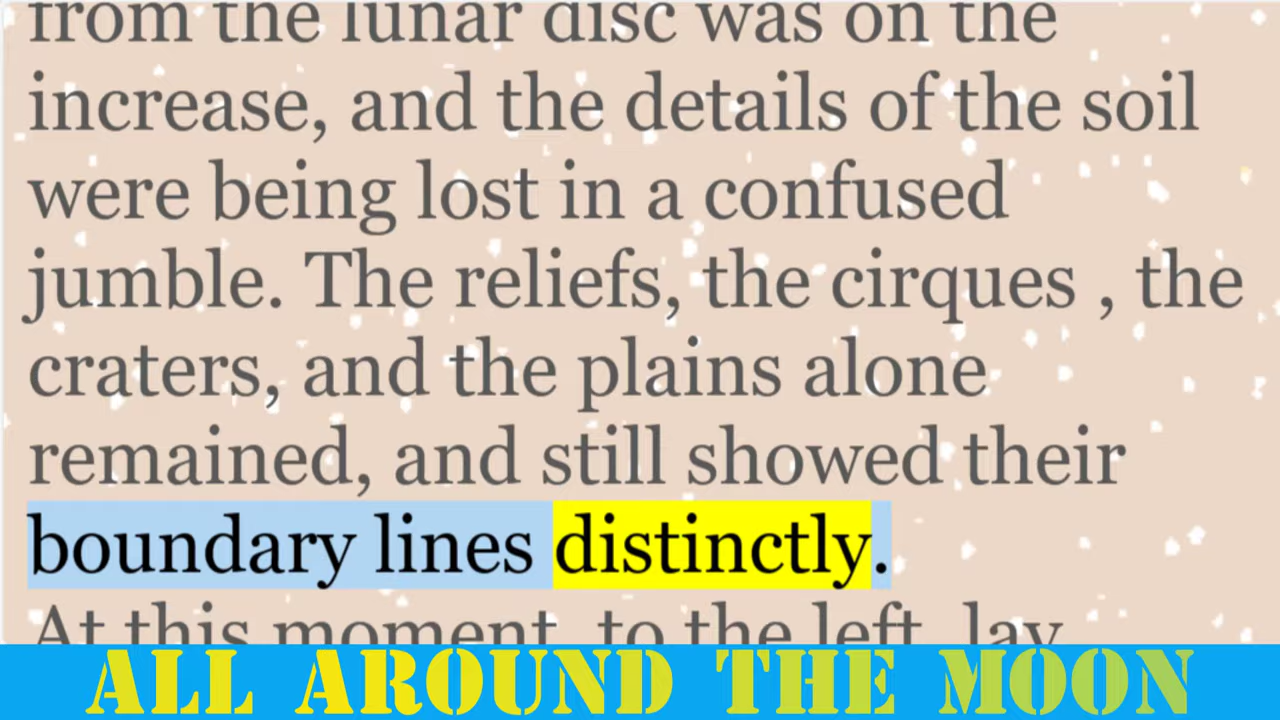 from the lunar disc was on the
increase, and the details of the soil
were being lost in a confused
jumble. The reliefs, the cirques , the
craters, and the plains alone
remained, and still showed their
boundary lines distinctly.
At this moment, to the left, lay
ALL AROUND THE MOON